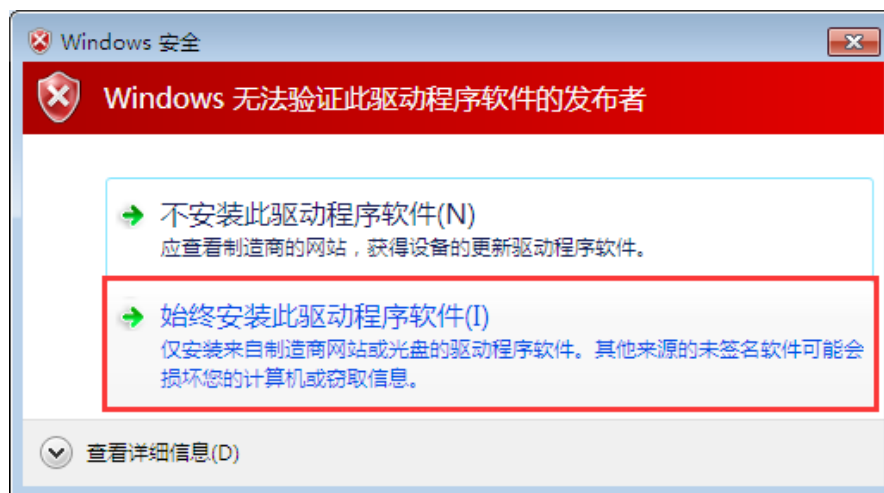 Windows 安全
Windows 无法验证此驱动程序软件的发布者
不安装此驱动程序软件(N)
应查看制造商的网站，获得设备的更新驱动程序软件。
始终安装此驱动程序软件(I)
仅安装来自制造商网站或光盘的驱动程序软件。其他来源的未签名软件可能会
损坏您的计算机或窃取信息。
查看详细信息(D)